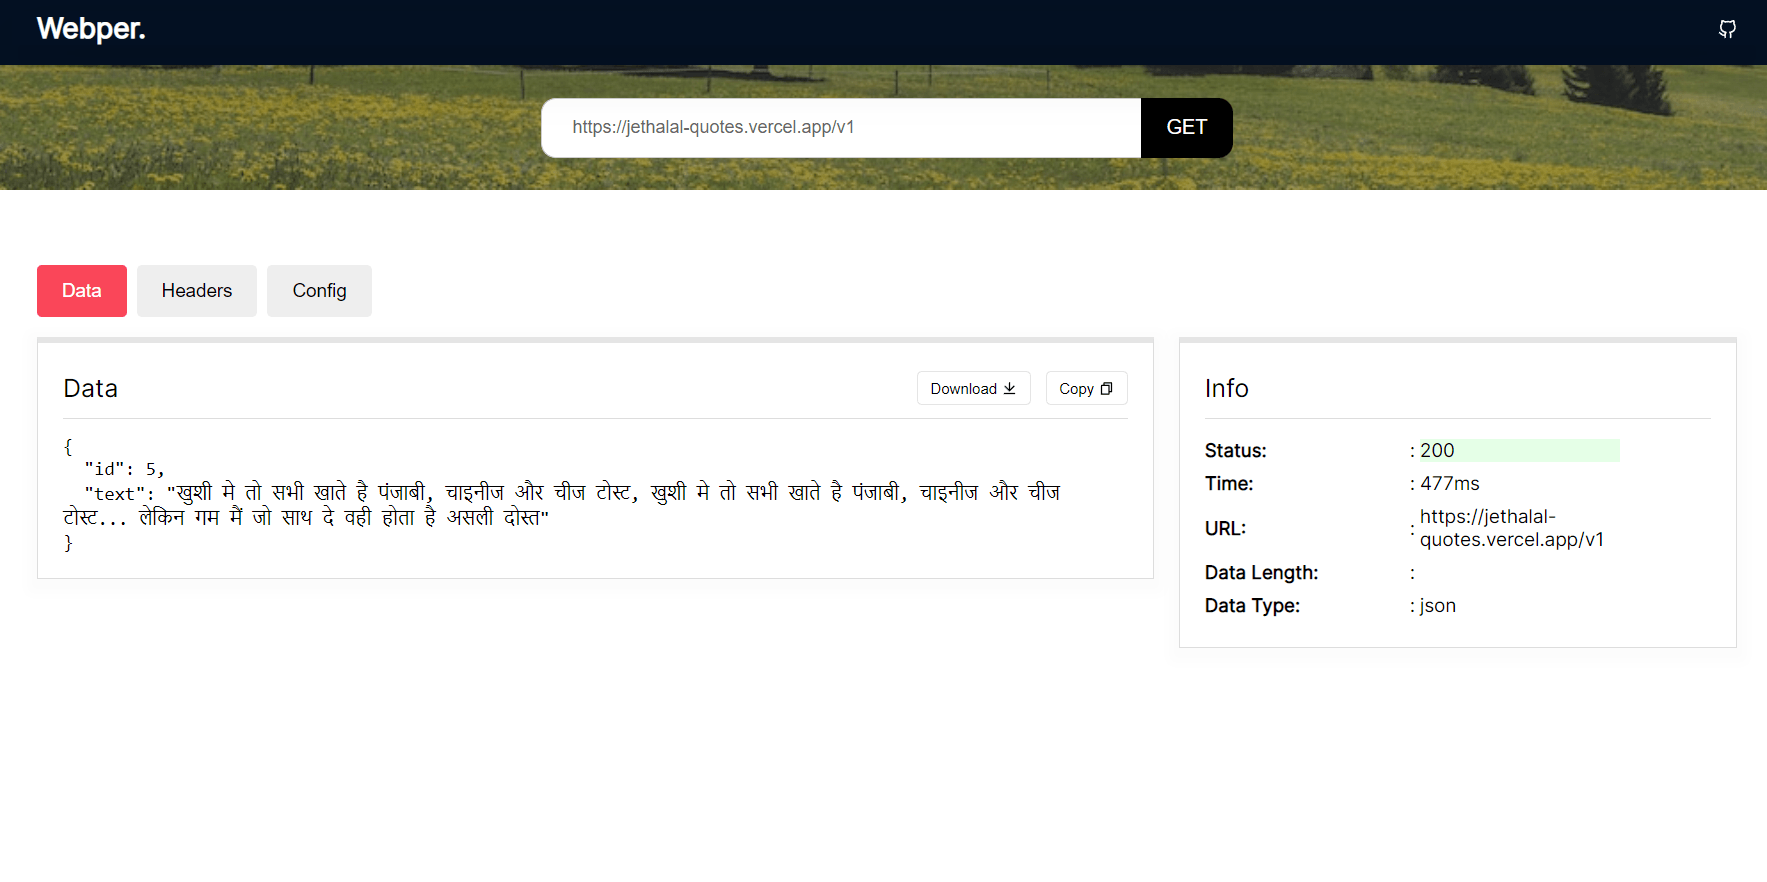 Webper.
https://jethalal-quotes.vercel.app/v1 GET
Data Headers Config
Data Download Copy
{
"id": 5,
"text": "खुशी मे तो सभी खाते है पंजाबी, चाइनीज और चीज टोस्ट, खुशी मे तो सभी खाते है पंजाबी, चाइनीज और चीज
टोस्ट... लेकिन गम मैं जो साथ दे वही होता है असली दोस्त"
}
Info
Status: : 200
Time: : 477ms
URL: : https://jethalal-
quotes.vercel.app/v1
Data Length: :
Data Type: : json